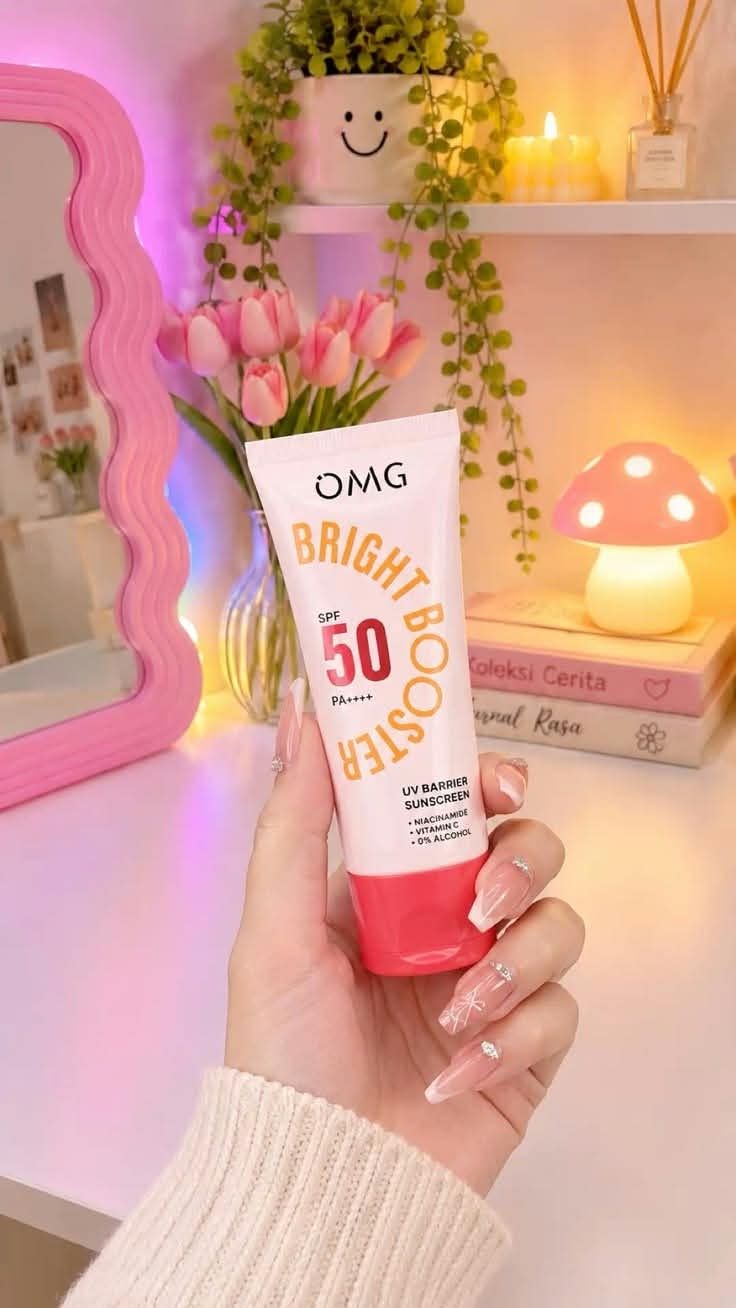 OMG
BRIGHT BOOSTER
SPF
50
PA++++
UV BARRIER
SUNSCREEN
• NIACINAMIDE
• VITAMIN C
• 0% ALCOHOL
Koleksi Cerita
Rasa